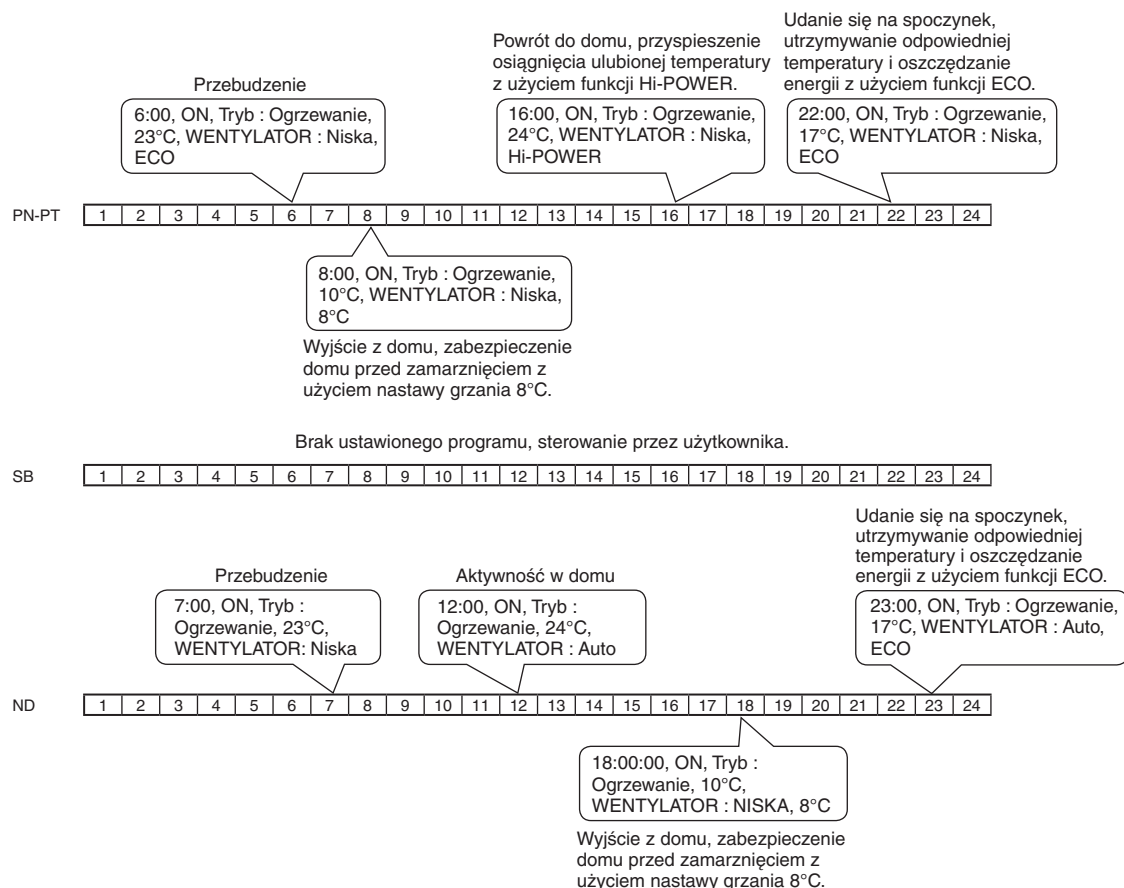 Przebudzenie
6:00, ON, Tryb : Ogrzewanie,
23°C, WENTYLATOR : Niska,
ECO
Powrót do domu, przyspieszenie
osiągnięcia ulubionej temperatury
z użyciem funkcji Hi-POWER.
16:00, ON, Tryb : Ogrzewanie,
24°C, WENTYLATOR : Niska,
Hi-POWER
Udanie się na spoczynek,
utrzymywanie odpowiedniej
temperatury i oszczędzanie
energii z użyciem funkcji ECO.
22:00, ON, Tryb : Ogrzewanie,
17°C, WENTYLATOR : Niska,
ECO
PN-PT 1 2 3 4 5 6 7 8 9 10 11 12 13 14 15 16 17 18 19 20 21 22 23 24
8:00, ON, Tryb : Ogrzewanie,
10°C, WENTYLATOR : Niska,
8°C
Wyjście z domu, zabezpieczenie
domu przed zamarznięciem z
użyciem nastawy grzania 8°C.
Brak ustawionego programu, sterowanie przez użytkownika.
SB 1 2 3 4 5 6 7 8 9 10 11 12 13 14 15 16 17 18 19 20 21 22 23 24
Przebudzenie
7:00, ON, Tryb :
Ogrzewanie, 23°C,
WENTYLATOR: Niska
Aktywność w domu
12:00, ON, Tryb :
Ogrzewanie, 24°C,
WENTYLATOR : Auto
Udanie się na spoczynek,
utrzymywanie odpowiedniej
temperatury i oszczędzanie
energii z użyciem funkcji ECO.
23:00, ON, Tryb : Ogrzewanie,
17°C, WENTYLATOR : Auto,
ECO
ND 1 2 3 4 5 6 7 8 9 10 11 12 13 14 15 16 17 18 19 20 21 22 23 24
18:00:00, ON, Tryb :
Ogrzewanie, 10°C,
WENTYLATOR : NISKA, 8°C
Wyjście z domu, zabezpieczenie
domu przed zamarznięciem z
użyciem nastawy grzania 8°C.